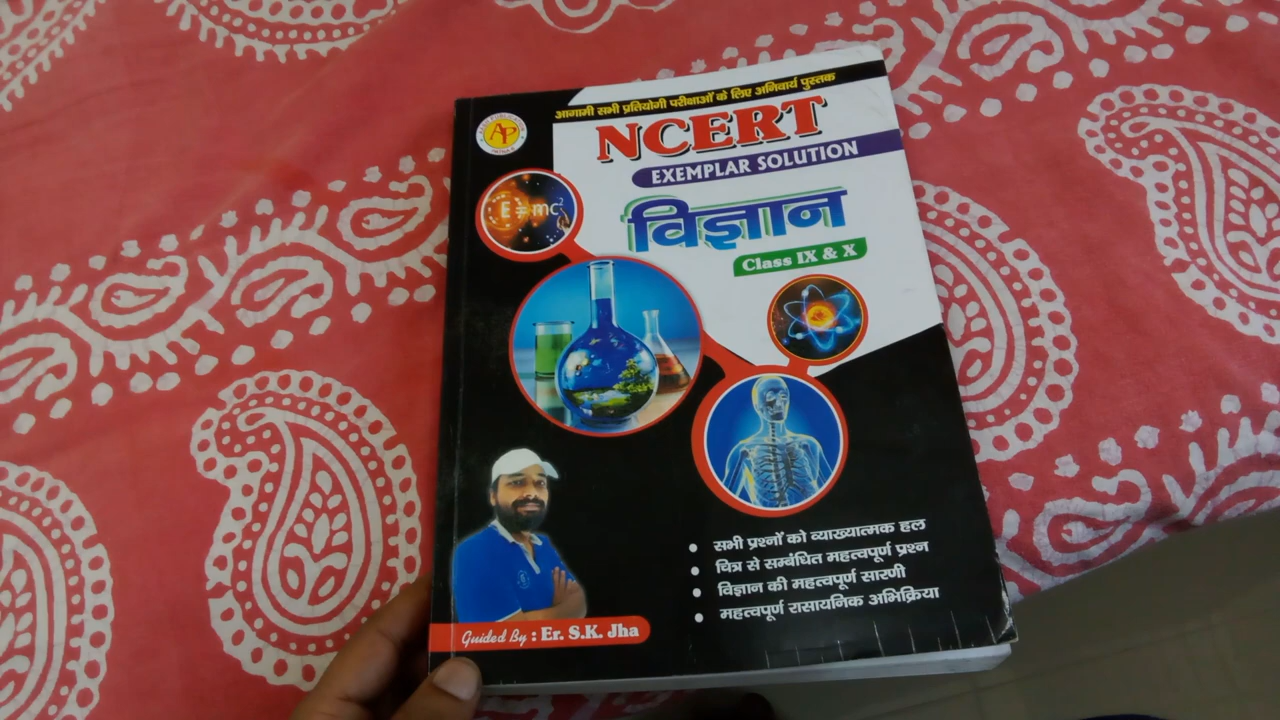 आगामी सभी प्रतियोगी परीक्षाओं के लिए अनिवार्य पुस्तक
AP
NCERT
EXEMPLAR SOLUTION
E=mc²
विज्ञान
Class IX & X
• सभी प्रश्नों को व्याख्यात्मक हल
• चित्र से सम्बंधित महत्वपूर्ण प्रश्न
• विज्ञान की महत्वपूर्ण सारणी
• महत्वपूर्ण रासायनिक अभिक्रिया
Guided By : Er. S.K. Jha